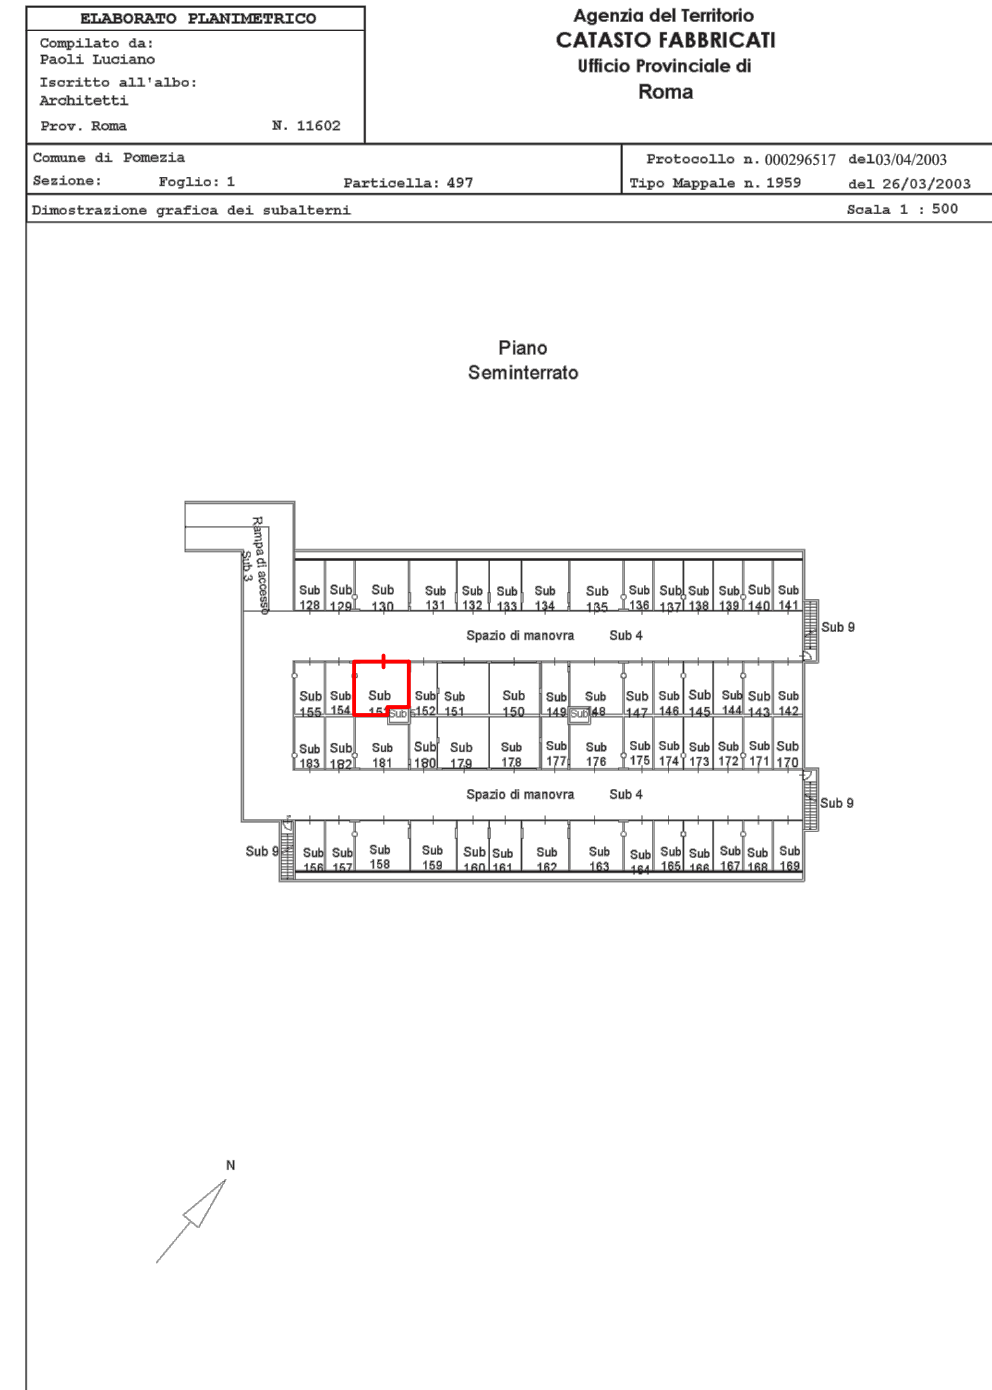 ELABORATO PLANIMETRICO
Compilato da:
Paoli Luciano
Iscritto all'albo:
Architetti
Prov. Roma N. 11602
Agenzia del Territorio
CATASTO FABBRICATI
Ufficio Provinciale di
Roma
Comune di Pomezia
Sezione: Foglio: 1 Particella: 497
Protocollo n. 000296517 del 03/04/2003
Tipo Mappale n. 1959 del 26/03/2003
Dimostrazione grafica dei subalterni Scala 1 : 500
Piano
Seminterrato
Rampa di accesso
Sub 3
Sub Sub Sub Sub Sub Sub Sub Sub Sub Sub Sub Sub Sub Sub
128 129 130 131 132 133 134 135 136 137 138 139 140 141
Sub 9
Spazio di manovra Sub 4
Sub Sub Sub Sub Sub Sub Sub Sub Sub Sub Sub Sub Sub Sub
155 154 153 152 151 150 149 148 147 146 145 144 143 142
Sub Sub
Sub Sub Sub Sub Sub Sub Sub Sub Sub Sub Sub Sub Sub Sub
183 182 181 180 179 178 177 176 175 174 173 172 171 170
Spazio di manovra Sub 4
Sub 9
Sub 9
Sub Sub Sub Sub Sub Sub Sub Sub Sub Sub Sub Sub Sub Sub
156 157 158 159 160 161 162 163 164 165 166 167 168 169
N